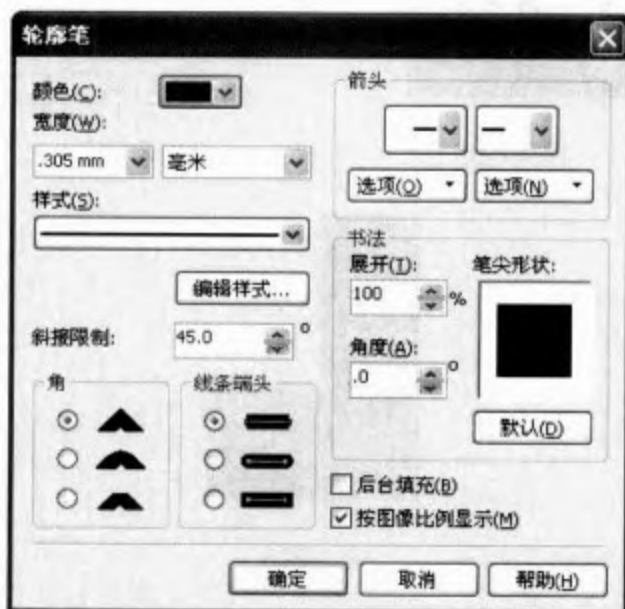 轮廓笔
颜色(C):
宽度(W):
.305 mm
毫米
样式(S):
编辑样式...
斜接限制:
45.0
°
角
线条端头
箭头
选项(O)
选项(N)
书法
展开(T):
笔尖形状:
100
%
角度(A):
.0
°
默认(D)
后台填充(B)
按图像比例显示(M)
确定
取消
帮助(H)